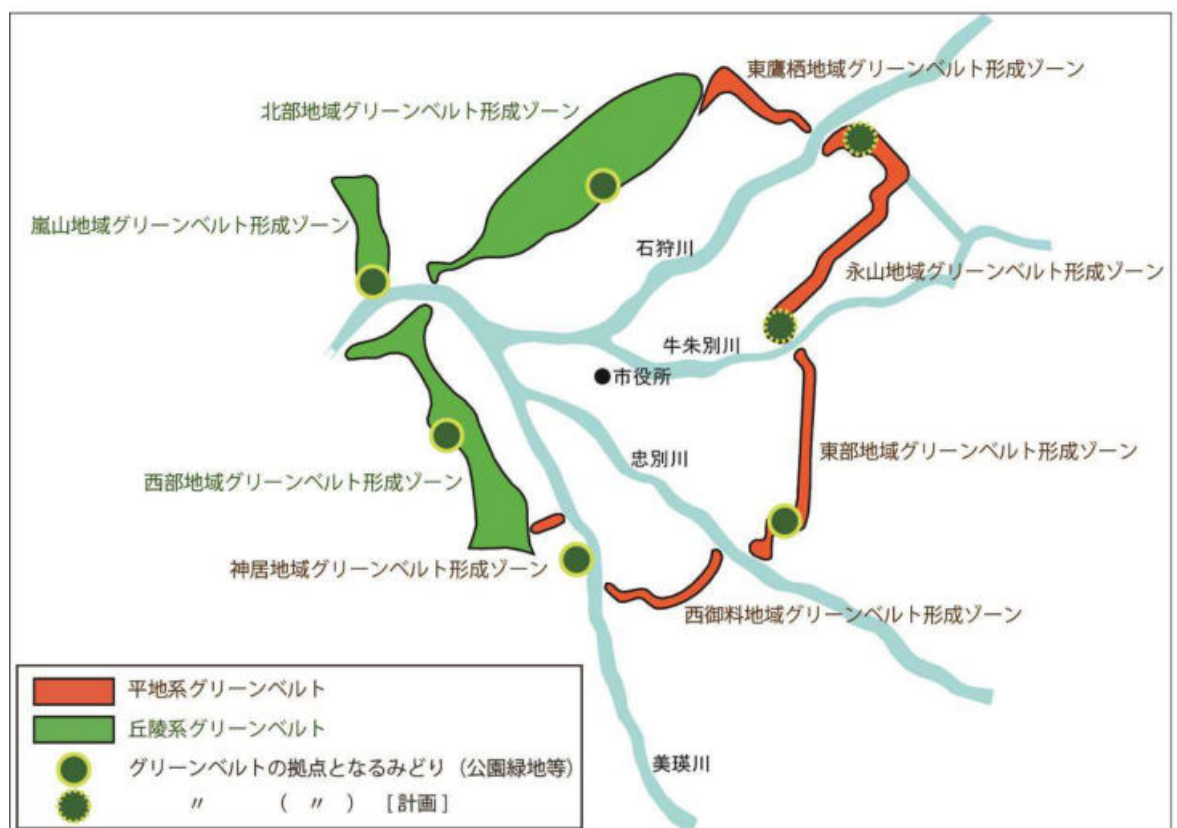 東鷹栖地域グリーンベルト形成ゾーン
北部地域グリーンベルト形成ゾーン
嵐山地域グリーンベルト形成ゾーン
石狩川
永山地域グリーンベルト形成ゾーン
牛朱別川
市役所
東部地域グリーンベルト形成ゾーン
忠別川
西部地域グリーンベルト形成ゾーン
神居地域グリーンベルト形成ゾーン
西御料地域グリーンベルト形成ゾーン
平地系グリーンベルト
丘陵系グリーンベルト
グリーンベルトの拠点となるみどり（公園緑地等）
〃 （ 〃 ） ［計画］
美瑛川